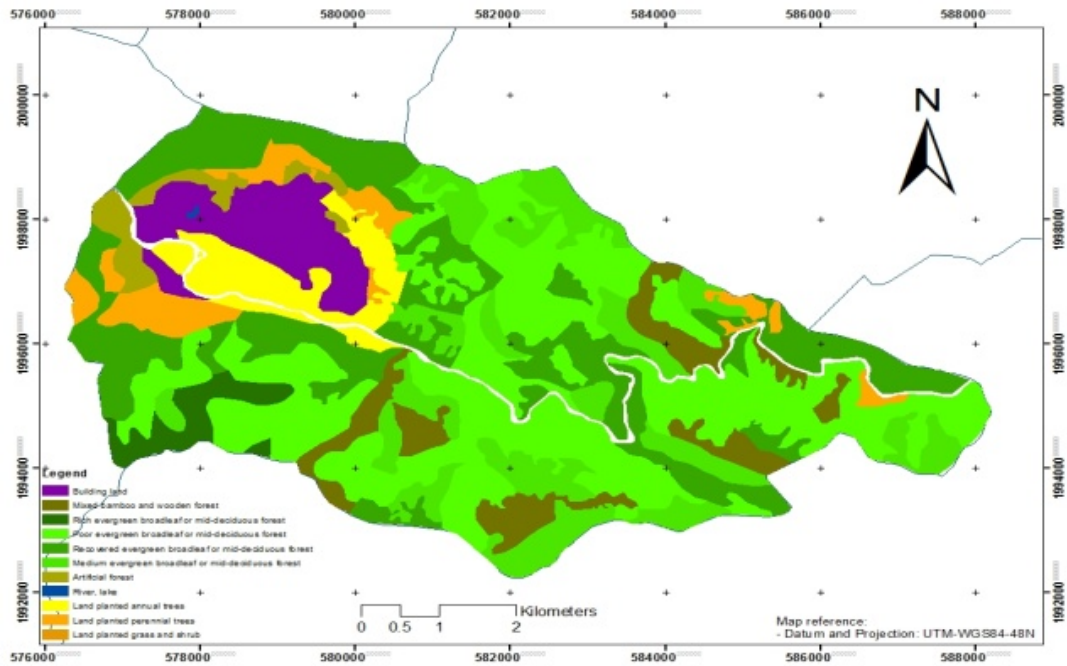 576000 578000 580000 582000 584000 586000 588000
2000000 2000000
1998000 1998000
1996000 1996000
1994000 1994000
1992000 1992000
N
Legend
Building land
Mixed bamboo and wooden forest
Rich evergreen broadleaf or mid-deciduous forest
Poor evergreen broadleaf or mid-deciduous forest
Recovered evergreen broadleaf or mid-deciduous forest
Medium evergreen broadleaf or mid-deciduous forest
Artificial forest
River, lake
Land planted annual trees
Land planted perennial trees
Land planted grass and shrub
Kilometers
0 0.5 1 2
Map reference:
- Datum and Projection: UTM-WGS84-48N
576000 578000 580000 582000 584000 586000 588000